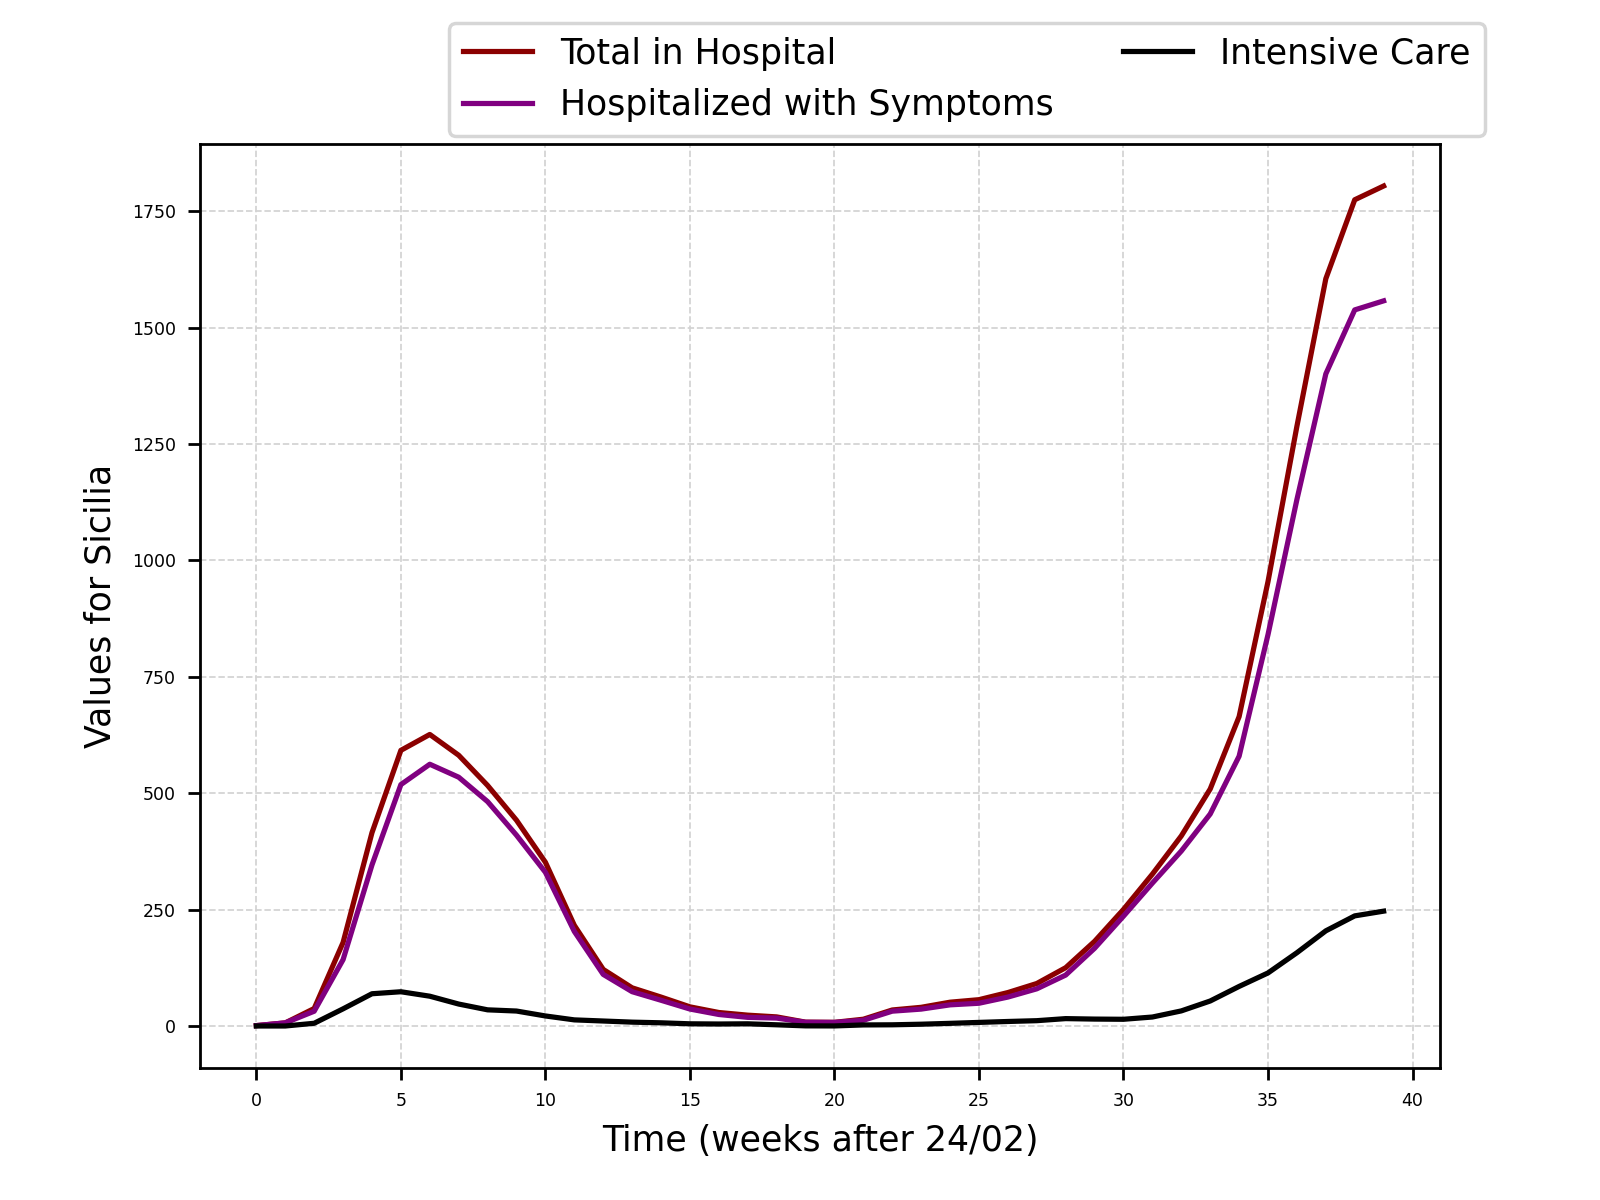 Total in Hospital
Hospitalized with Symptoms
Intensive Care
Values for Sicilia
1750
1500
1250
1000
750
500
250
0
0 5 10 15 20 25 30 35 40
Time (weeks after 24/02)